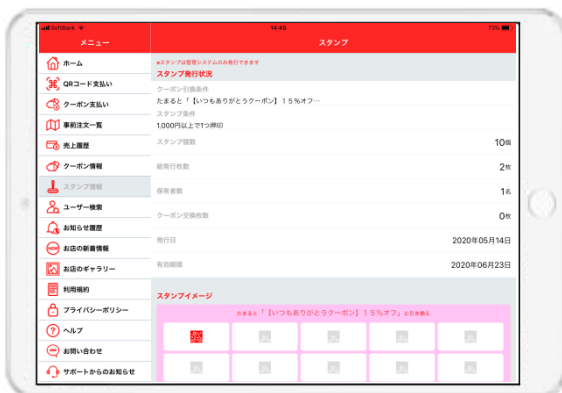 SoftBank
14:45
73%
メニュー
スタンプ
ホーム
QRコード支払い
クーポン支払い
事前注文一覧
売上履歴
クーポン情報
スタンプ情報
ユーザー検索
お知らせ履歴
お店の新着情報
お店のギャラリー
利用規約
プライバシーポリシー
ヘルプ
お問い合わせ
サポートからのお知らせ
※スタンプは管理システムのみ発行できます
スタンプ発行状況
クーポン引換条件
たまると「【いつもありがとうクーポン】１５％オフ…
スタンプ条件
1,000円以上で1つ押印
スタンプ個数 10個
総発行枚数 2枚
保有者数 1名
クーポン交換枚数 0枚
発行日 2020年05月14日
有効期限 2020年06月23日
スタンプイメージ
たまると「【いつもありがとうクーポン】１５％オフ」に引き換え